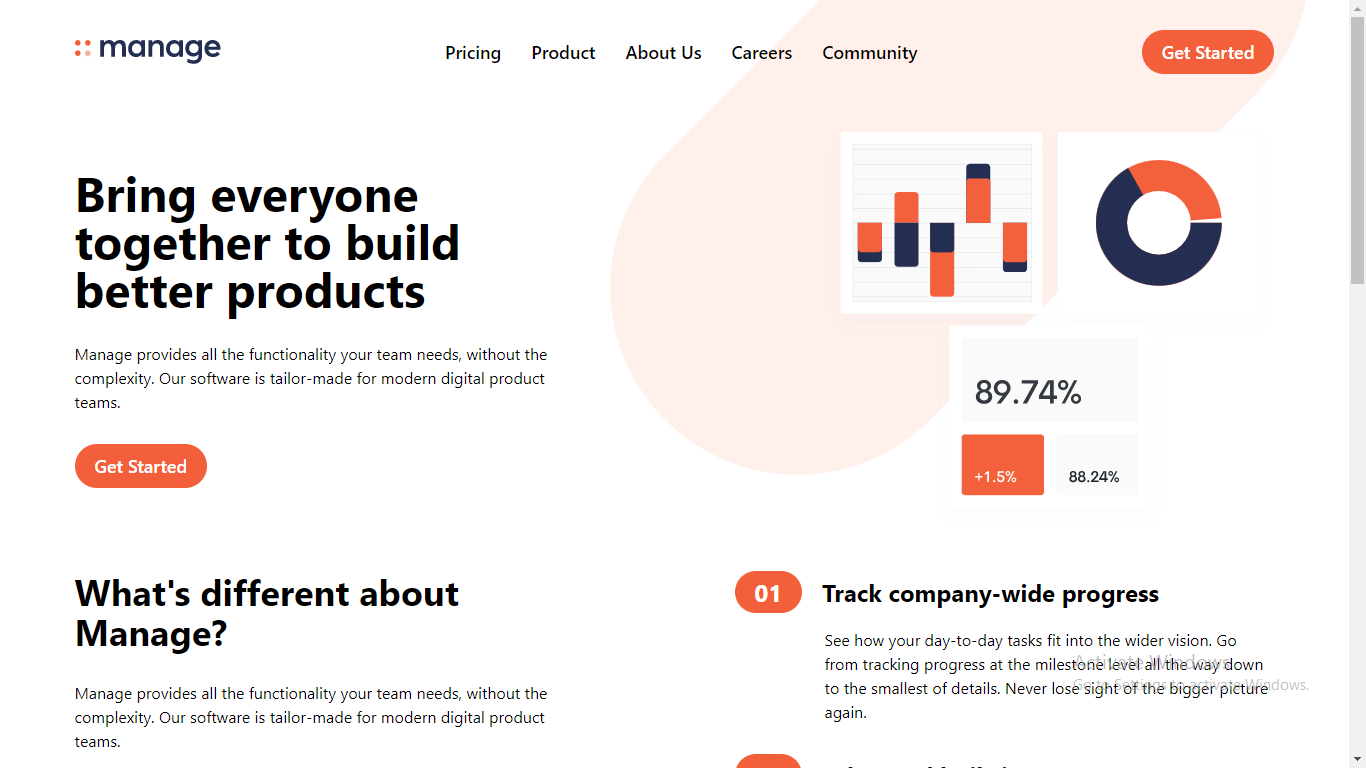 manage
Pricing
Product
About Us
Careers
Community
Get Started
Bring everyone
together to build
better products
Manage provides all the functionality your team needs, without the
complexity. Our software is tailor-made for modern digital product
teams.
Get Started
89.74%
+1.5%
88.24%
What's different about
Manage?
Manage provides all the functionality your team needs, without the
complexity. Our software is tailor-made for modern digital product
teams.
01
Track company-wide progress
See how your day-to-day tasks fit into the wider vision. Go
from tracking progress at the milestone level all the way down
to the smallest of details. Never lose sight of the bigger picture
again.
Activate Windows
Go to Settings to activate Windows.